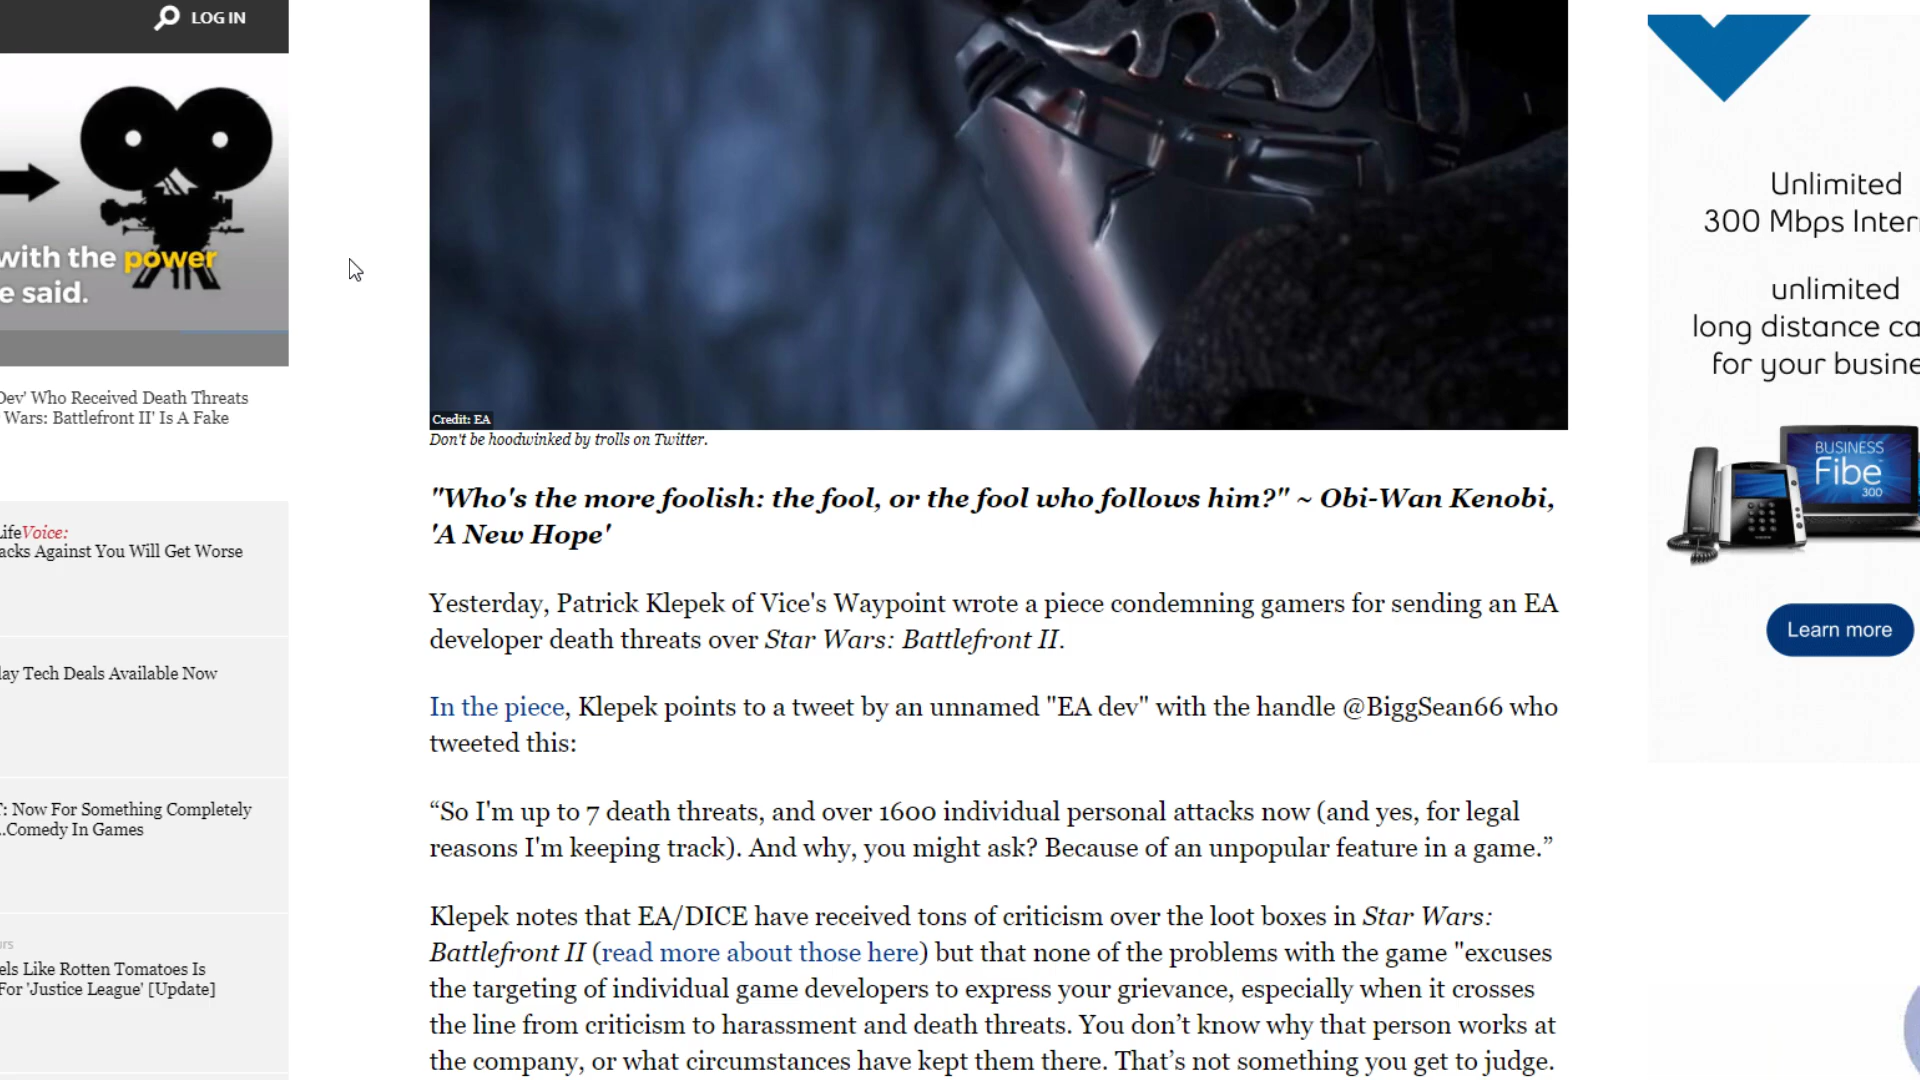 LOG IN
with the power
e said.
Dev' Who Received Death Threats
Wars: Battlefront II' Is A Fake
ifeVoice:
acks Against You Will Get Worse
lay Tech Deals Available Now
T: Now For Something Completely
..Comedy In Games
urs
els Like Rotten Tomatoes Is
For 'Justice League' [Update]
Credit: EA
Don't be hoodwinked by trolls on Twitter.
"Who's the more foolish: the fool, or the fool who follows him?" ~ Obi-Wan Kenobi,
'A New Hope'
Yesterday, Patrick Klepek of Vice's Waypoint wrote a piece condemning gamers for sending an EA
developer death threats over Star Wars: Battlefront II.
In the piece, Klepek points to a tweet by an unnamed "EA dev" with the handle @BiggSean66 who
tweeted this:
“So I'm up to 7 death threats, and over 1600 individual personal attacks now (and yes, for legal
reasons I'm keeping track). And why, you might ask? Because of an unpopular feature in a game.”
Klepek notes that EA/DICE have received tons of criticism over the loot boxes in Star Wars:
Battlefront II (read more about those here) but that none of the problems with the game "excuses
the targeting of individual game developers to express your grievance, especially when it crosses
the line from criticism to harassment and death threats. You don’t know why that person works at
the company, or what circumstances have kept them there. That’s not something you get to judge.
Unlimited
300 Mbps Inter
unlimited
long distance ca
for your busine
BUSINESS
Fibe
300
Learn more